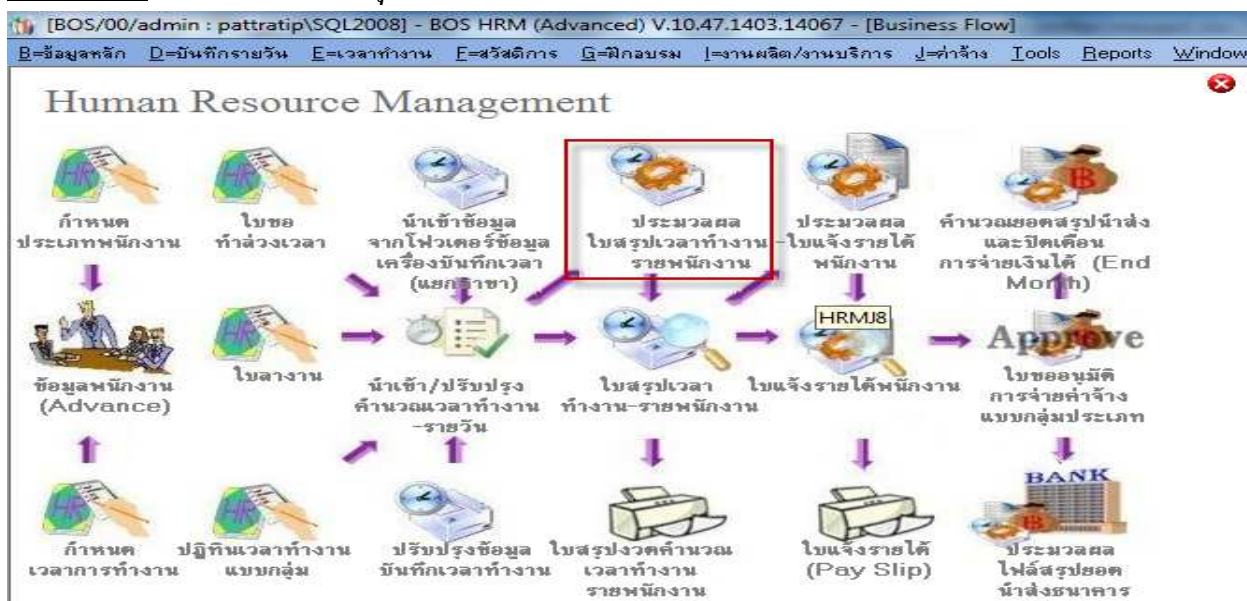 [BOS/00/admin : pattratip\SQL2008] - BOS HRM (Advanced) V.10.47.1403.14067 - [Business Flow]
B=ข้อมูลหลัก D=บันทึกรายวัน E=เวลาทำงาน F=สวัสดิการ G=ฝึกอบรม I=งานผลิต/งานบริการ J=ค่าจ้าง Tools Reports Window
Human Resource Management
กำหนด
ประเภทพนักงาน
ใบขอ
ทำล่วงเวลา
นำเข้าข้อมูล
จากโฟวเดอร์ข้อมูล
เครื่องบันทึกเวลา
(แยกสาขา)
ประมวลผล
ใบสรุปเวลาทำงาน
รายพนักงาน
ประมวลผล
-ใบแจ้งรายได้
พนักงาน
คำนวณยอดสรุปนำส่ง
และปิดเดือน
การจ่ายเงินได้ (End
Month)
HRMJ8
Approve
ข้อมูลพนักงาน
(Advance)
ใบลางาน
นำเข้า/ปรับปรุง
คำนวณเวลาทำงาน
-รายวัน
ใบสรุปเวลา
ทำงาน-รายพนักงาน
ใบแจ้งรายได้พนักงาน
ใบขออนุมัติ
การจ่ายค่าจ้าง
แบบกลุ่มประเภท
BANK
กำหนด
เวลาการทำงาน
ปฏิทินเวลาทำงาน
แบบกลุ่ม
ปรับปรุงข้อมูล
บันทึกเวลาทำงาน
ใบสรุปงวดคำนวณ
เวลาทำงาน
รายพนักงาน
ใบแจ้งรายได้
(Pay Slip)
ประมวลผล
ไฟล์สรุปยอด
นำส่งธนาคาร